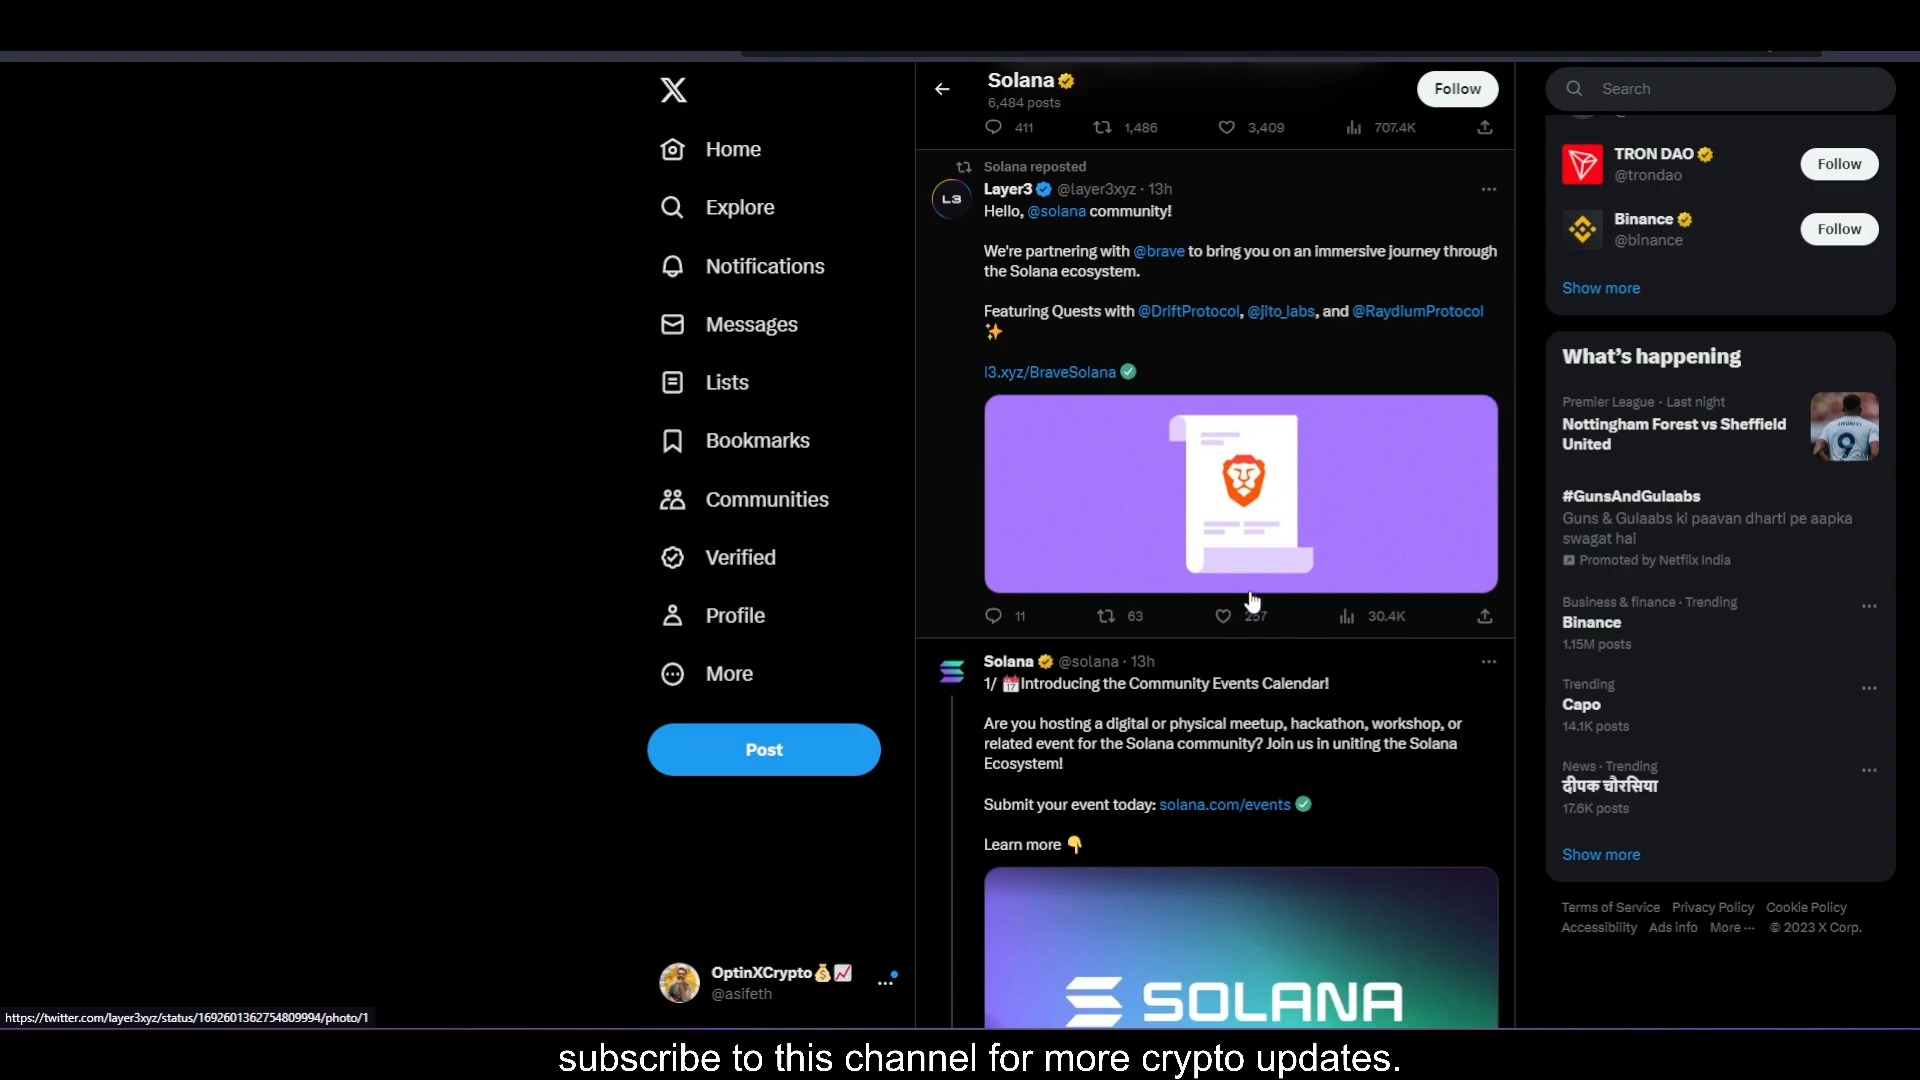 Home
Explore
Notifications
Messages
Lists
Bookmarks
Communities
Verified
Profile
More
Post
OptinXCrypto💰📈
@asifeth
...
https://twitter.com/layer3xyz/status/1692601362754809994/photo/1
Solana
6,484 posts
Follow
411 1,486 3,409 707.4K
Solana reposted
L3
Layer3 @layer3xyz · 13h
Hello, @solana community!
We're partnering with @brave to bring you on an immersive journey through
the Solana ecosystem.
Featuring Quests with @DriftProtocol, @jito_labs, and @RaydiumProtocol
✨
l3.xyz/BraveSolana
11 63 257 30.4K
Solana @solana · 13h
1/ 📅Introducing the Community Events Calendar!
Are you hosting a digital or physical meetup, hackathon, workshop, or
related event for the Solana community? Join us in uniting the Solana
Ecosystem!
Submit your event today: solana.com/events
Learn more 👇
SOLANA
Search
TRON DAO
@trondao
Follow
Binance
@binance
Follow
Show more
What's happening
Premier League · Last night
Nottingham Forest vs Sheffield
United
#GunsAndGulaabs
Guns & Gulaabs ki paavan dharti pe aapka
swagat hai
Promoted by Netflix India
Business & finance · Trending
Binance
1.15M posts
Trending
Capo
14.1K posts
News · Trending
दीपक चौरसिया
17.6K posts
Show more
Terms of Service Privacy Policy Cookie Policy
Accessibility Ads info More ··· © 2023 X Corp.
subscribe to this channel for more crypto updates.